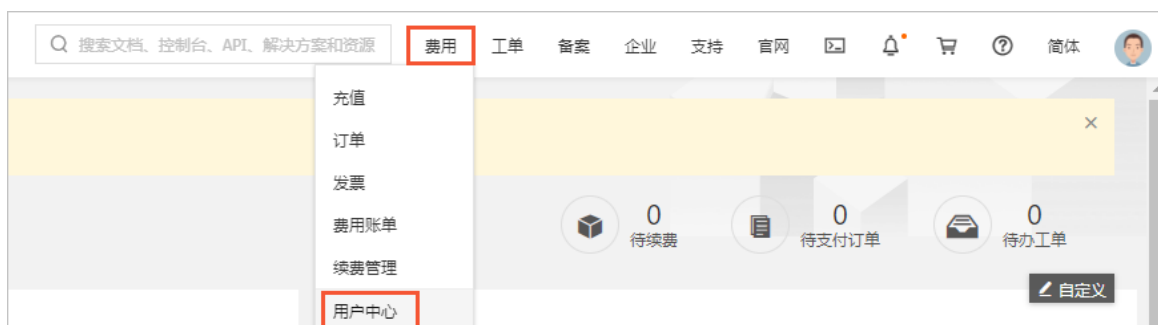 搜索文档、控制台、API、解决方案和资源 费用 工单 备案 企业 支持 官网 简体
充值
订单
发票
费用账单
续费管理
用户中心
0
待续费
0
待支付订单
0
待办工单
自定义